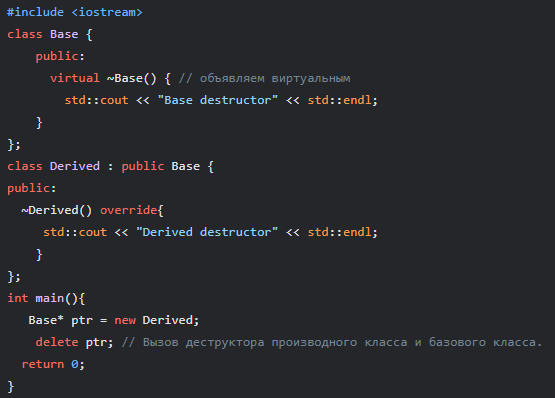 #include <iostream>
class Base {
    public:
      virtual ~Base() { // объявляем виртуальным
        std::cout << "Base destructor" << std::endl;
    }
};
class Derived : public Base {
public:
  ~Derived() override{
     std::cout << "Derived destructor" << std::endl;
    }
};
int main(){
   Base* ptr = new Derived;
    delete ptr; // Вызов деструктора производного класса и базового класса.
  return 0;
}